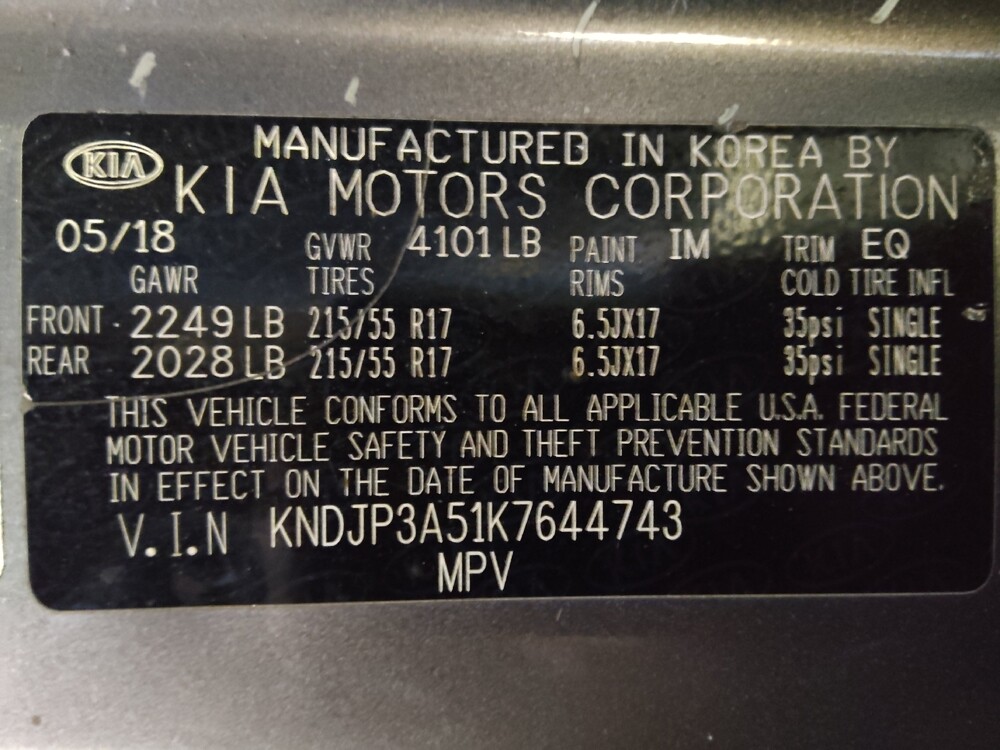 KIA MANUFACTURED IN KOREA BY
KIA MOTORS CORPORATION
05/18 GVWR 4101 LB PAINT IM TRIM EQ
GAWR TIRES RIMS COLD TIRE INFL
FRONT 2249 LB 215/55 R17 6.5JX17 35psi SINGLE
REAR 2028 LB 215/55 R17 6.5JX17 35psi SINGLE
THIS VEHICLE CONFORMS TO ALL APPLICABLE U.S.A. FEDERAL
MOTOR VEHICLE SAFETY AND THEFT PREVENTION STANDARDS
IN EFFECT ON THE DATE OF MANUFACTURE SHOWN ABOVE.
V.I.N KNDJP3A51K7644743
MPV